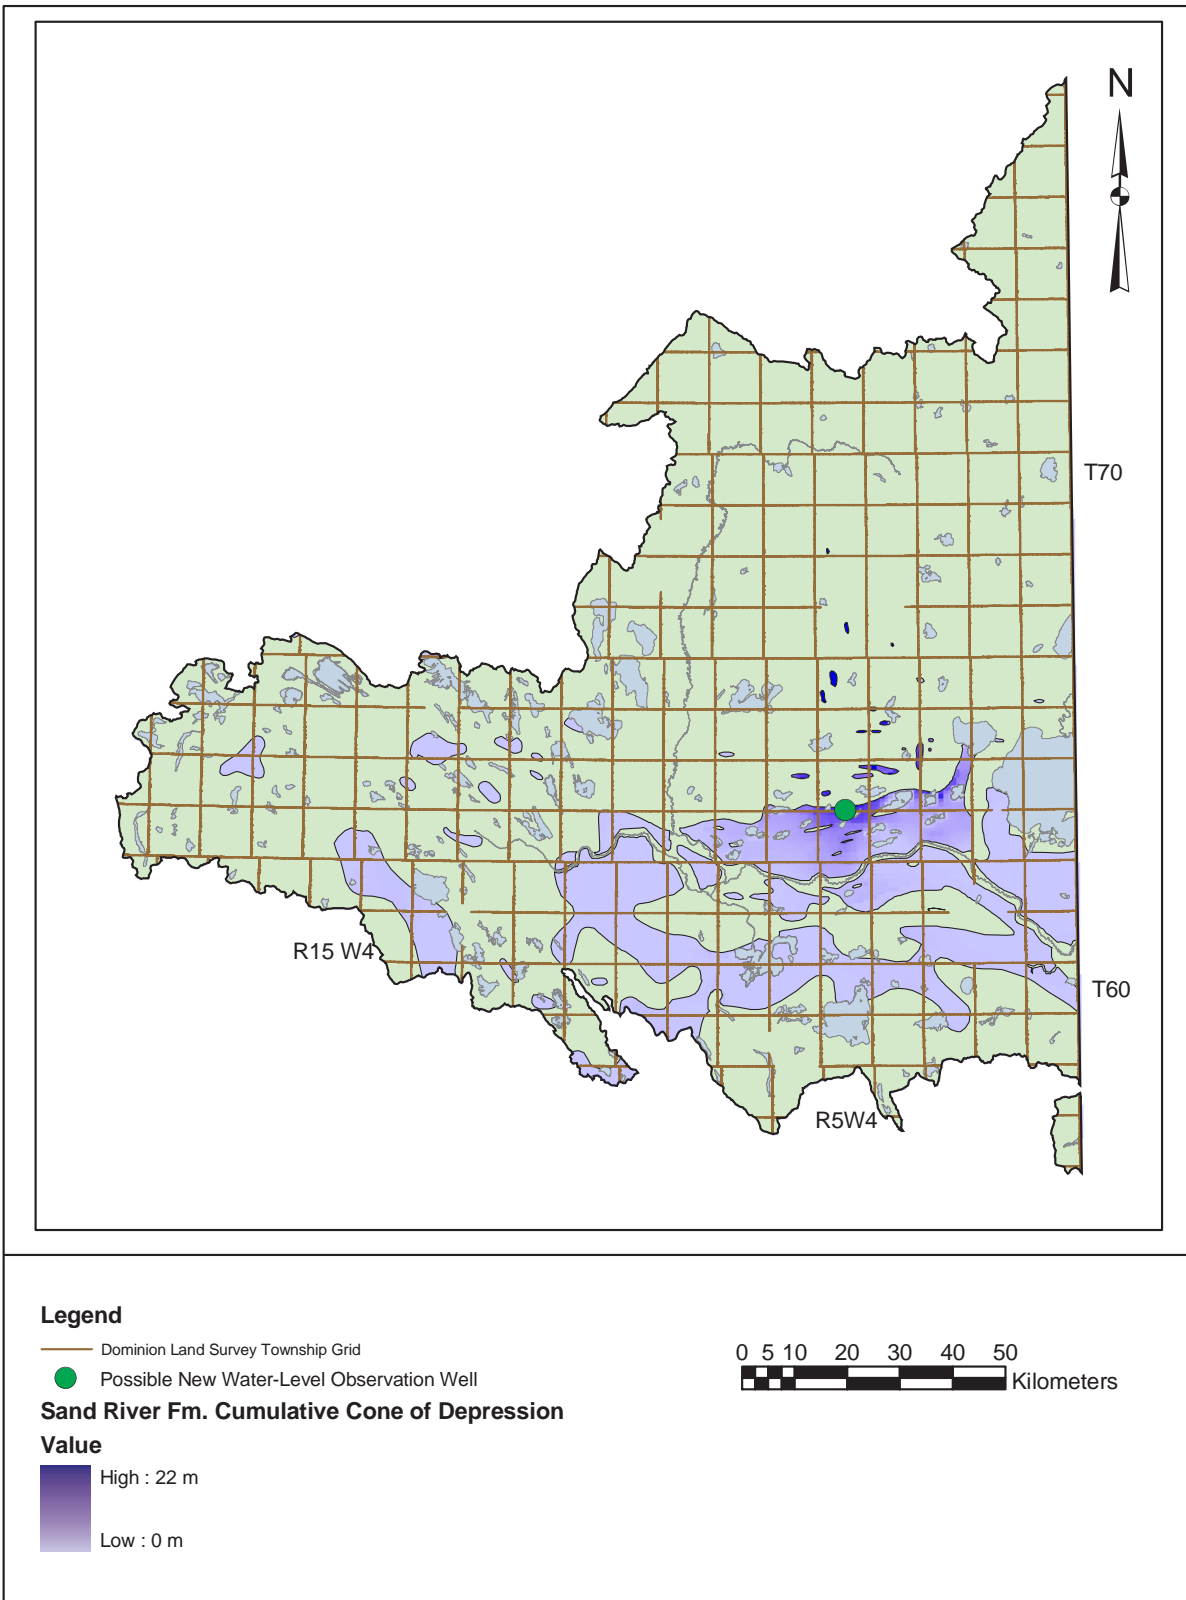 N
T70
R15 W4
T60
R5W4
Legend
Dominion Land Survey Township Grid
Possible New Water-Level Observation Well
Sand River Fm. Cumulative Cone of Depression
Value
High : 22 m
Low : 0 m
0 5 10 20 30 40 50
Kilometers